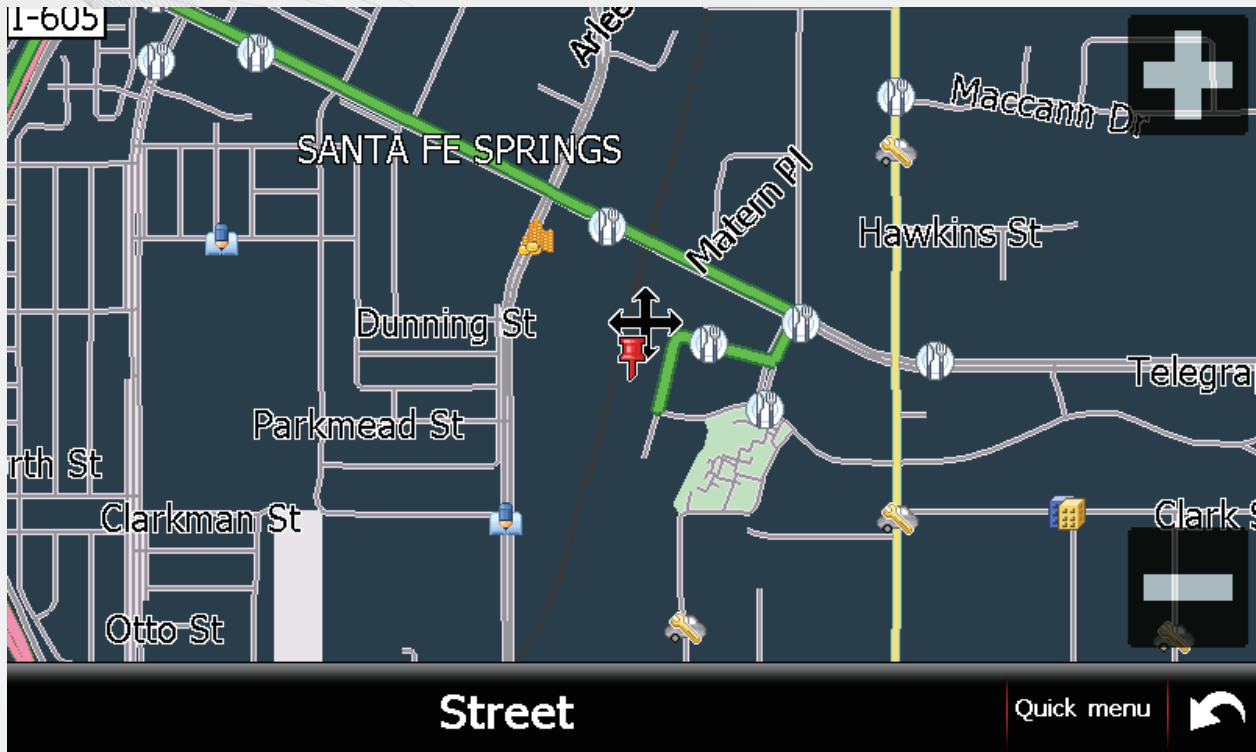 I-605
Arlee
Maccann Dr
SANTA FE SPRINGS
Matern Pl
Hawkins St
Dunning St
Telegra
Parkmead St
rth St
Clarkman St
Clark S
Otto St
Street
Quick menu